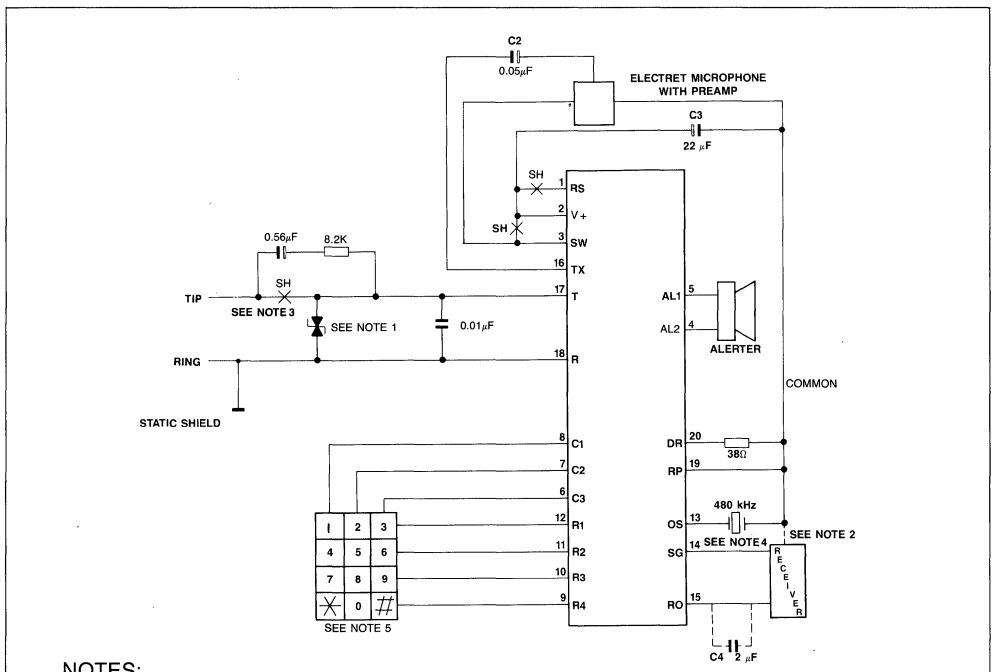 C2
0.05µF
ELECTRET MICROPHONE
WITH PREAMP
C3
22 µF
SH
1 RS
2 V+
SH
3 SW
16 TX
0.56µF
8.2K
SH
TIP
17 T
SEE NOTE 3
SEE NOTE 1
0.01µF
RING
18 R
STATIC SHIELD
AL1 5
AL2 4
ALERTER
COMMON
8 C1
7 C2
6 C3
12 R1
11 R2
10 R3
9 R4
DR 20
38Ω
RP 19
480 kHz
OS 13
SEE NOTE 4
SEE NOTE 2
SG 14
RECEIVER
RO 15
C4 2 µF
1 2 3
4 5 6
7 8 9
* 0 #
SEE NOTE 5
NOTES: